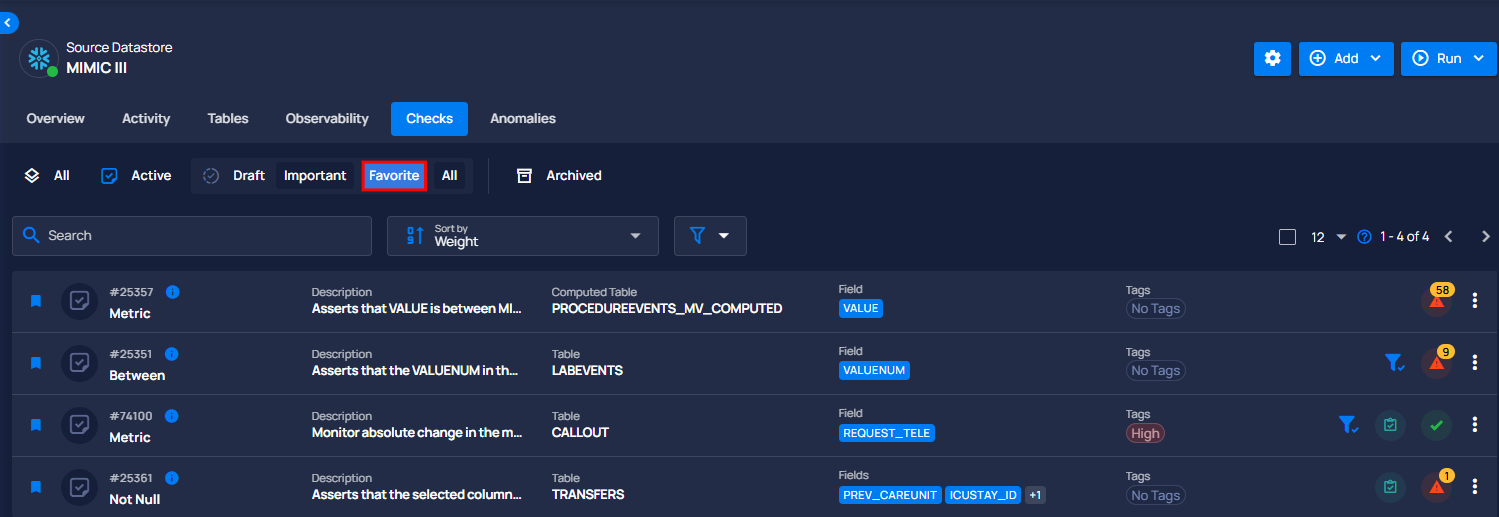 Source Datastore
MIMIC III
Add
Run
Overview Activity Tables Observability Checks Anomalies
All Active Draft Important Favorite All Archived
Search
Sort by
Weight
12 1 - 4 of 4
#25357 Description Computed Table Field Tags 58
Metric Asserts that VALUE is between MI... PROCEDUREEVENTS_MV_COMPUTED VALUE No Tags
#25351 Description Table Field Tags 9
Between Asserts that the VALUENUM in th... LABEVENTS VALUENUM No Tags
#74100 Description Table Field Tags
Metric Monitor absolute change in the m... CALLOUT REQUEST_TELE High
#25361 Description Table Fields Tags 1
Not Null Asserts that the selected column... TRANSFERS PREV_CAREUNIT ICUSTAY_ID +1 No Tags